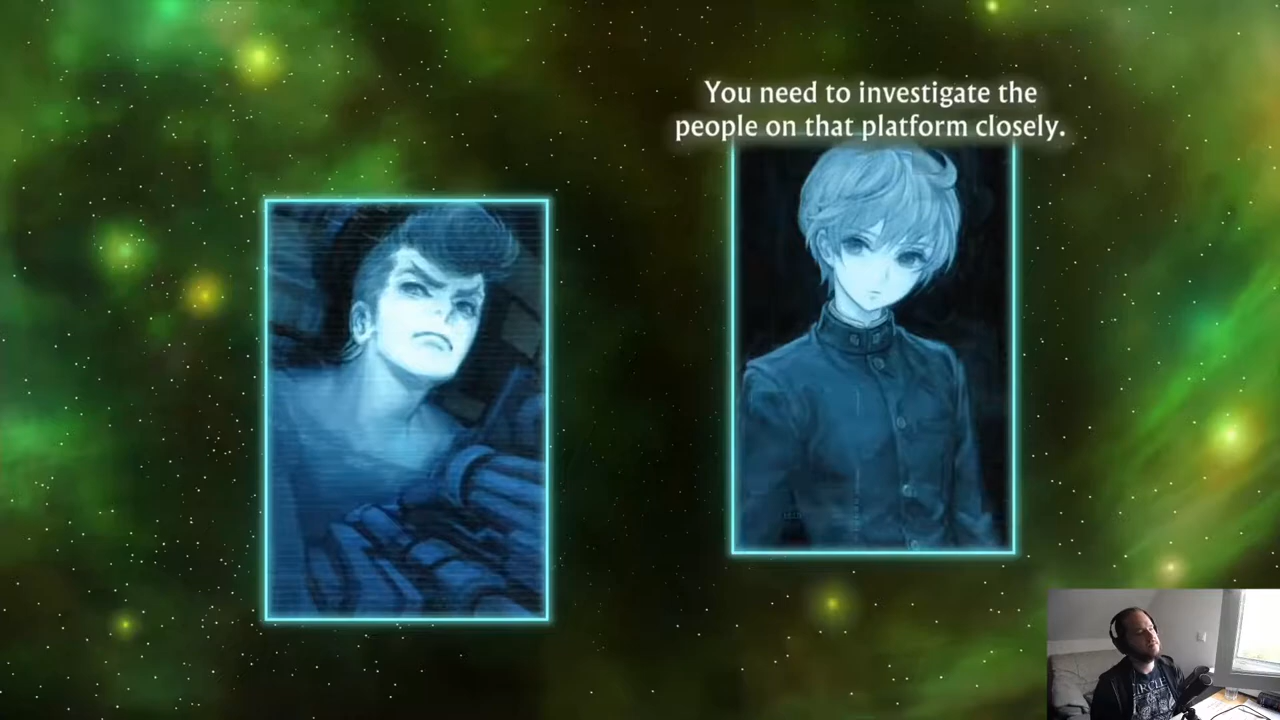 You need to investigate the
people on that platform closely.